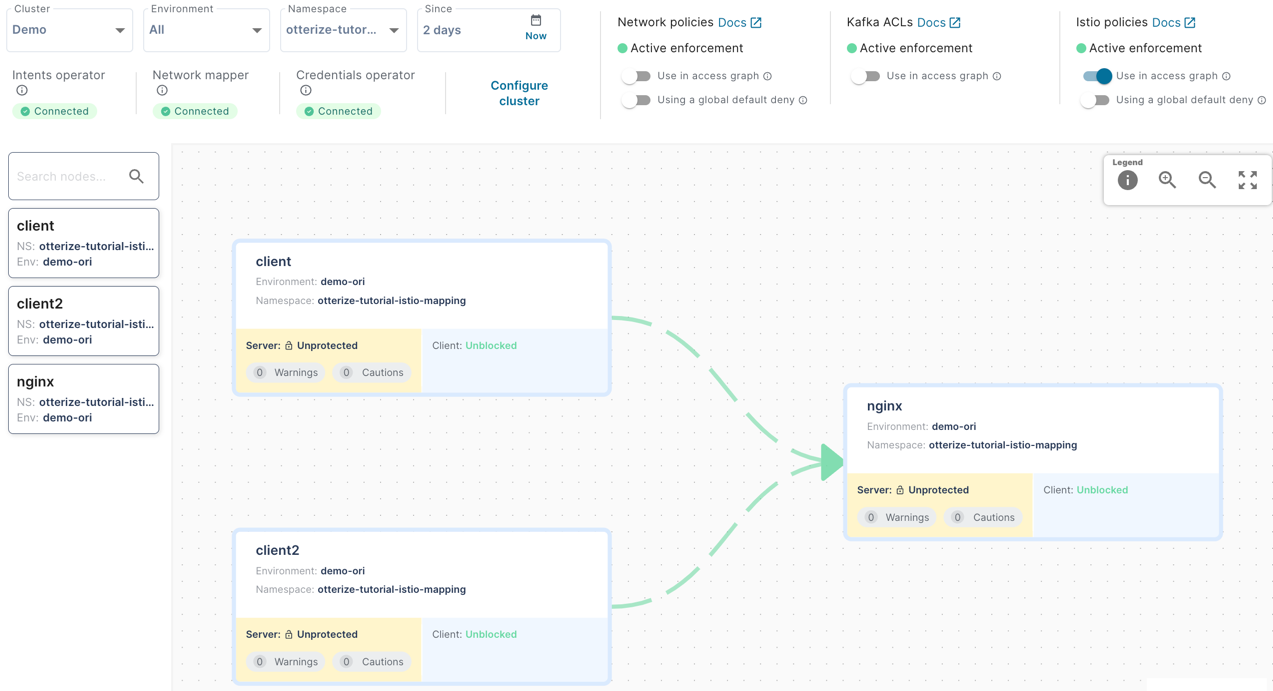 Cluster
Demo
Environment
All
Namespace
otterize-tutor...
Since
2 days
Now
Intents operator
Connected
Network mapper
Connected
Credentials operator
Connected
Configure
cluster
Network policies Docs
Active enforcement
Use in access graph
Using a global default deny
Kafka ACLs Docs
Active enforcement
Use in access graph
Istio policies Docs
Active enforcement
Use in access graph
Using a global default deny
Search nodes...
client
NS: otterize-tutorial-isti...
Env: demo-ori
client2
NS: otterize-tutorial-isti...
Env: demo-ori
nginx
NS: otterize-tutorial-isti...
Env: demo-ori
Legend
client
Environment: demo-ori
Namespace: otterize-tutorial-istio-mapping
Server: Unprotected
0 Warnings 0 Cautions
Client: Unblocked
nginx
Environment: demo-ori
Namespace: otterize-tutorial-istio-mapping
Server: Unprotected
0 Warnings 0 Cautions
Client: Unblocked
client2
Environment: demo-ori
Namespace: otterize-tutorial-istio-mapping
Server: Unprotected
0 Warnings 0 Cautions
Client: Unblocked